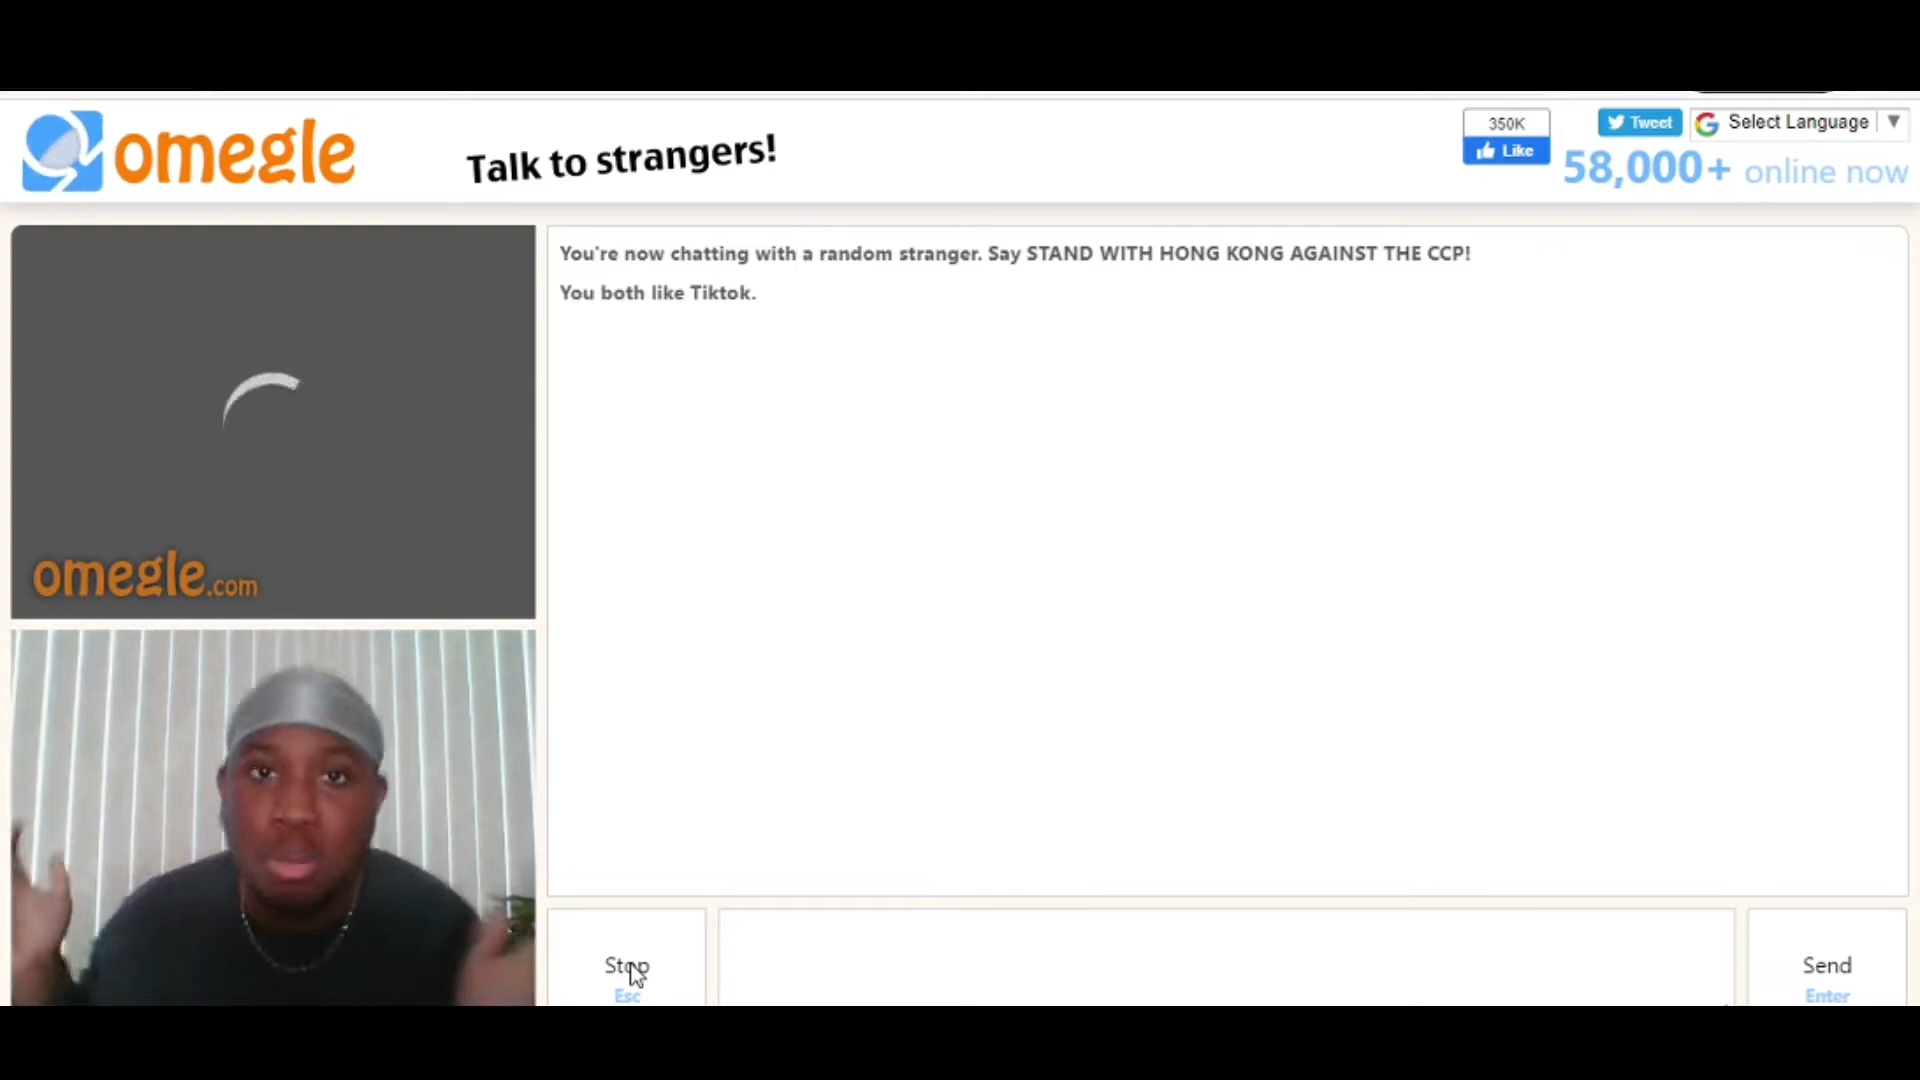 omegle
Talk to strangers!
350K
Like
Tweet
Select Language
58,000+ online now
You're now chatting with a random stranger. Say STAND WITH HONG KONG AGAINST THE CCP!
You both like Tiktok.
omegle.com
Stop
Esc
Send
Enter